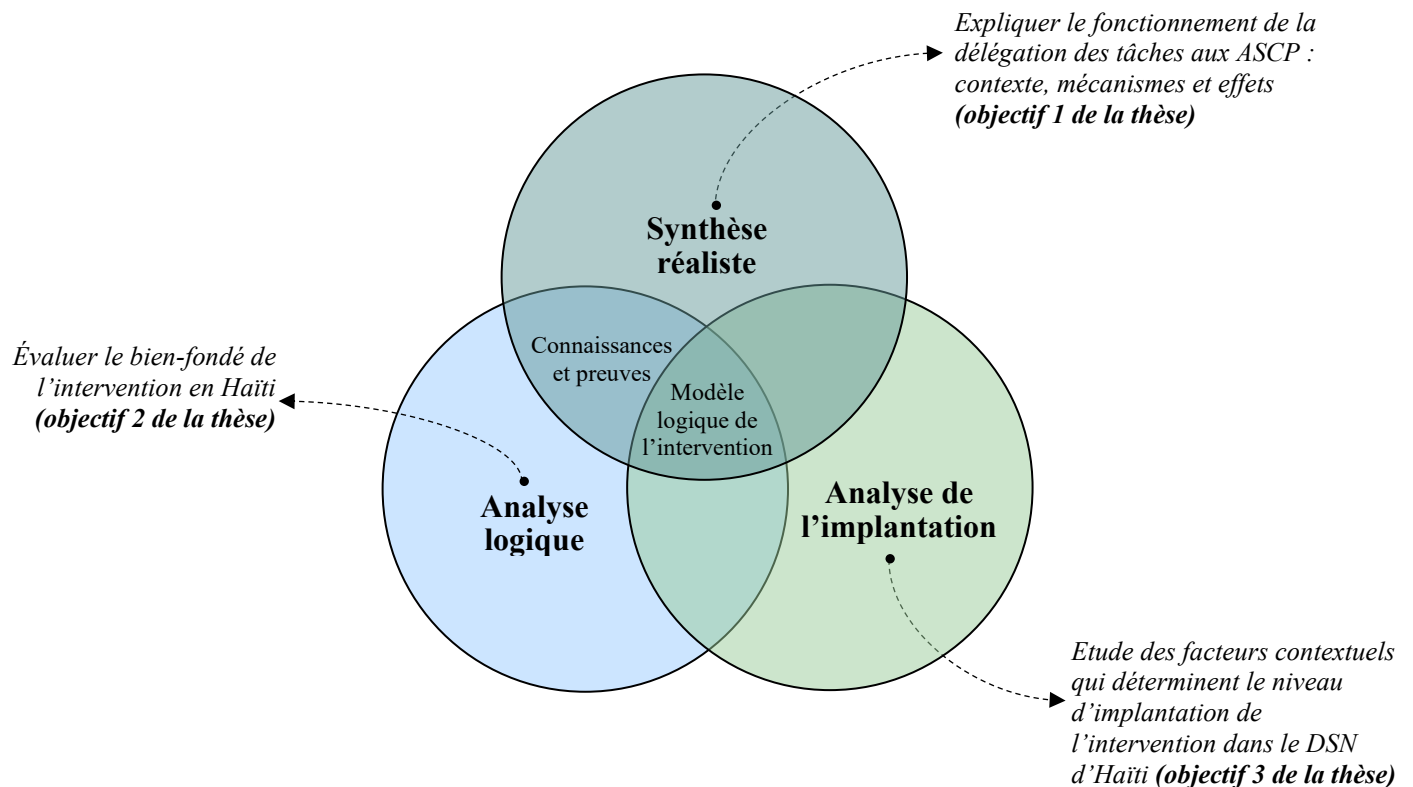 Expliquer le fonctionnement de la
délégation des tâches aux ASCP :
contexte, mécanismes et effets
(objectif 1 de la thèse)
Synthèse
réaliste
Connaissances
et preuves
Modèle
logique de
l’intervention
Évaluer le bien-fondé de
l’intervention en Haïti
(objectif 2 de la thèse)
Analyse
logique
Analyse de
l’implantation
Etude des facteurs contextuels
qui déterminent le niveau
d’implantation de
l’intervention dans le DSN
d’Haïti (objectif 3 de la thèse)